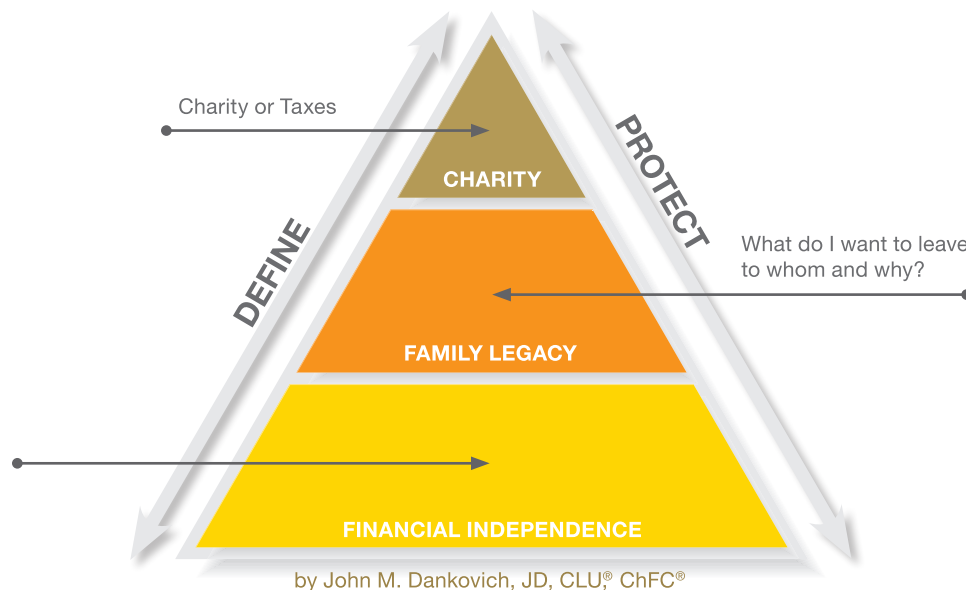 Charity or Taxes
CHARITY
DEFINE
PROTECT
What do I want to leave
to whom and why?
FAMILY LEGACY
FINANCIAL INDEPENDENCE
by John M. Dankovich, JD, CLU,® ChFC®